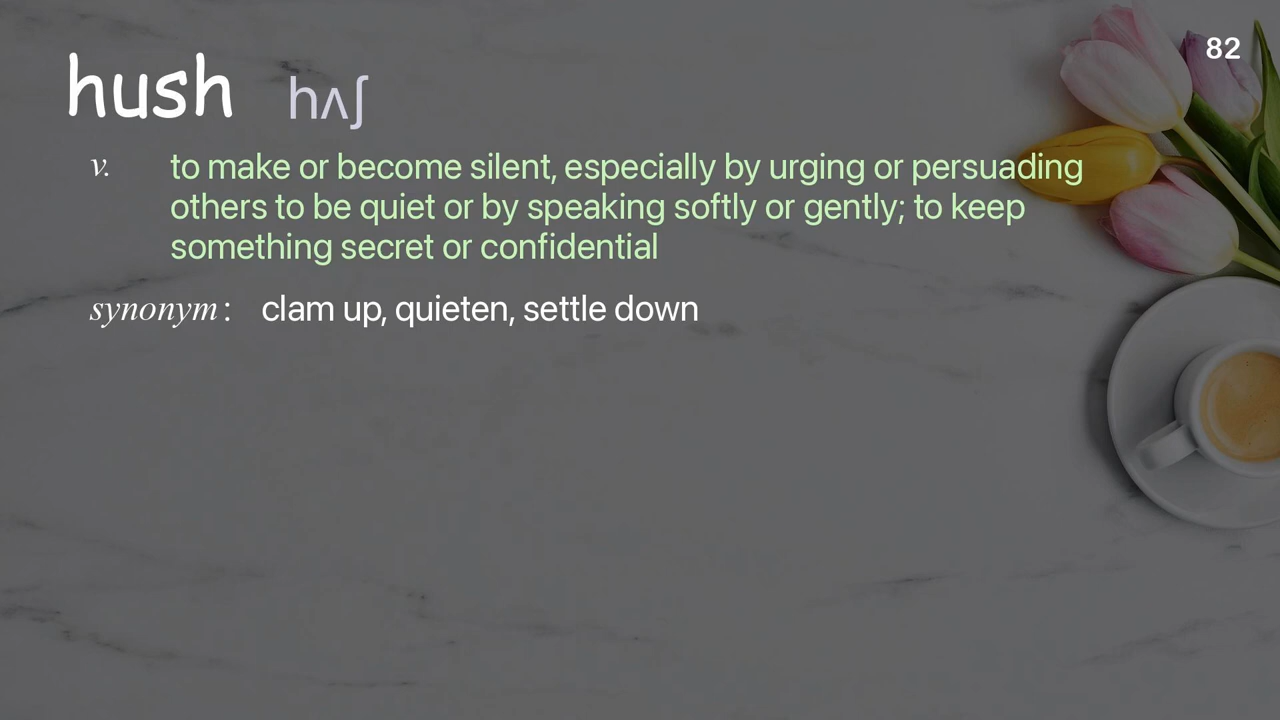 82
hush hʌʃ
v. to make or become silent, especially by urging or persuading
others to be quiet or by speaking softly or gently; to keep
something secret or confidential
synonym: clam up, quieten, settle down